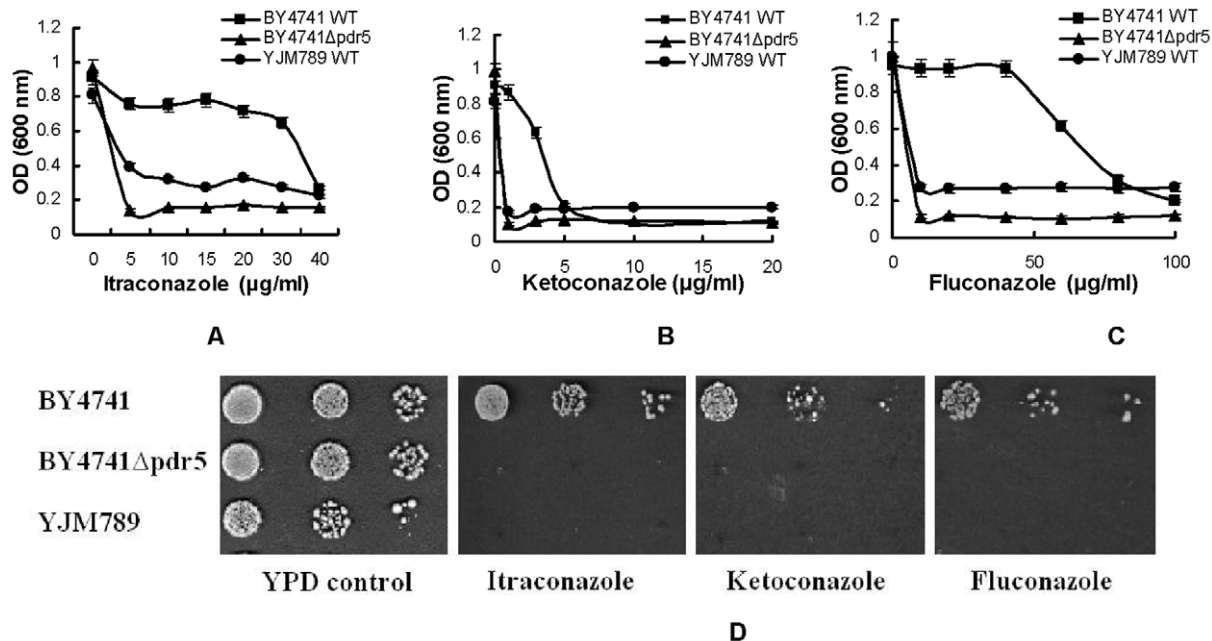 BY4741 WT
BY4741Δpdr5
YJM789 WT
OD (600 nm)
1
0.8
0.6
0.4
0.2
0
0 5 10 15 20 30 40
Itraconazole (µg/ml)
A
BY4741 WT
BY4741Δpdr5
YJM789 WT
OD (600 nm)
1.2
1
0.8
0.6
0.4
0.2
0
0 5 10 15 20
Ketoconazole (µg/ml)
B
BY4741 WT
BY4741Δpdr5
YJM789 WT
OD (600 nm)
1.2
1
0.8
0.6
0.4
0.2
0
0 50 100
Fluconazole (µg/ml)
C
BY4741
BY4741Δpdr5
YJM789
YPD control Itraconazole Ketoconazole Fluconazole
D